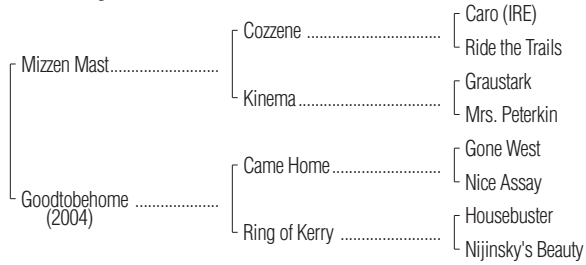 Caro (IRE)
Cozzene ........................
Ride the Trails
Mizzen Mast........................
Graustark
Kinema........................
Mrs. Peterkin
Gone West
Came Home........................
Nice Assay
Goodtobehome ..................
(2004)
Housebuster
Ring of Kerry ..................
Nijinsky's Beauty